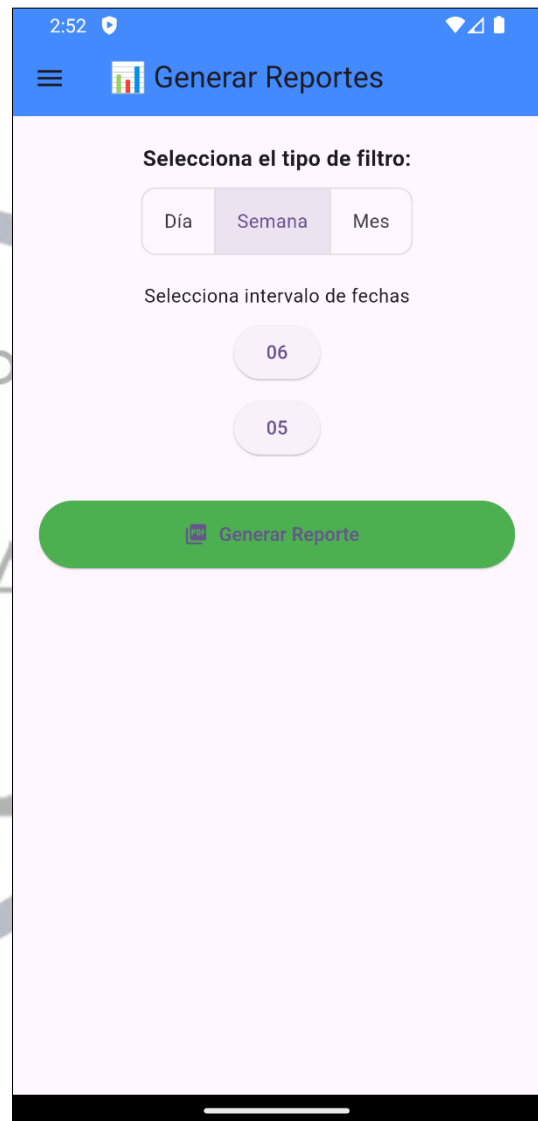 2:52
Generar Reportes
Selecciona el tipo de filtro:
Día Semana Mes
Selecciona intervalo de fechas
06
05
PDF Generar Reporte